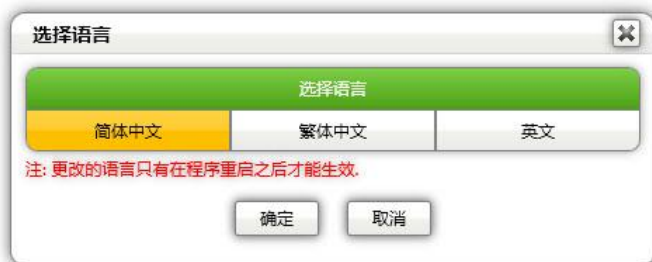 选择语言
选择语言
简体中文 繁体中文 英文
注: 更改的语言只有在程序重启之后才能生效.
确定 取消